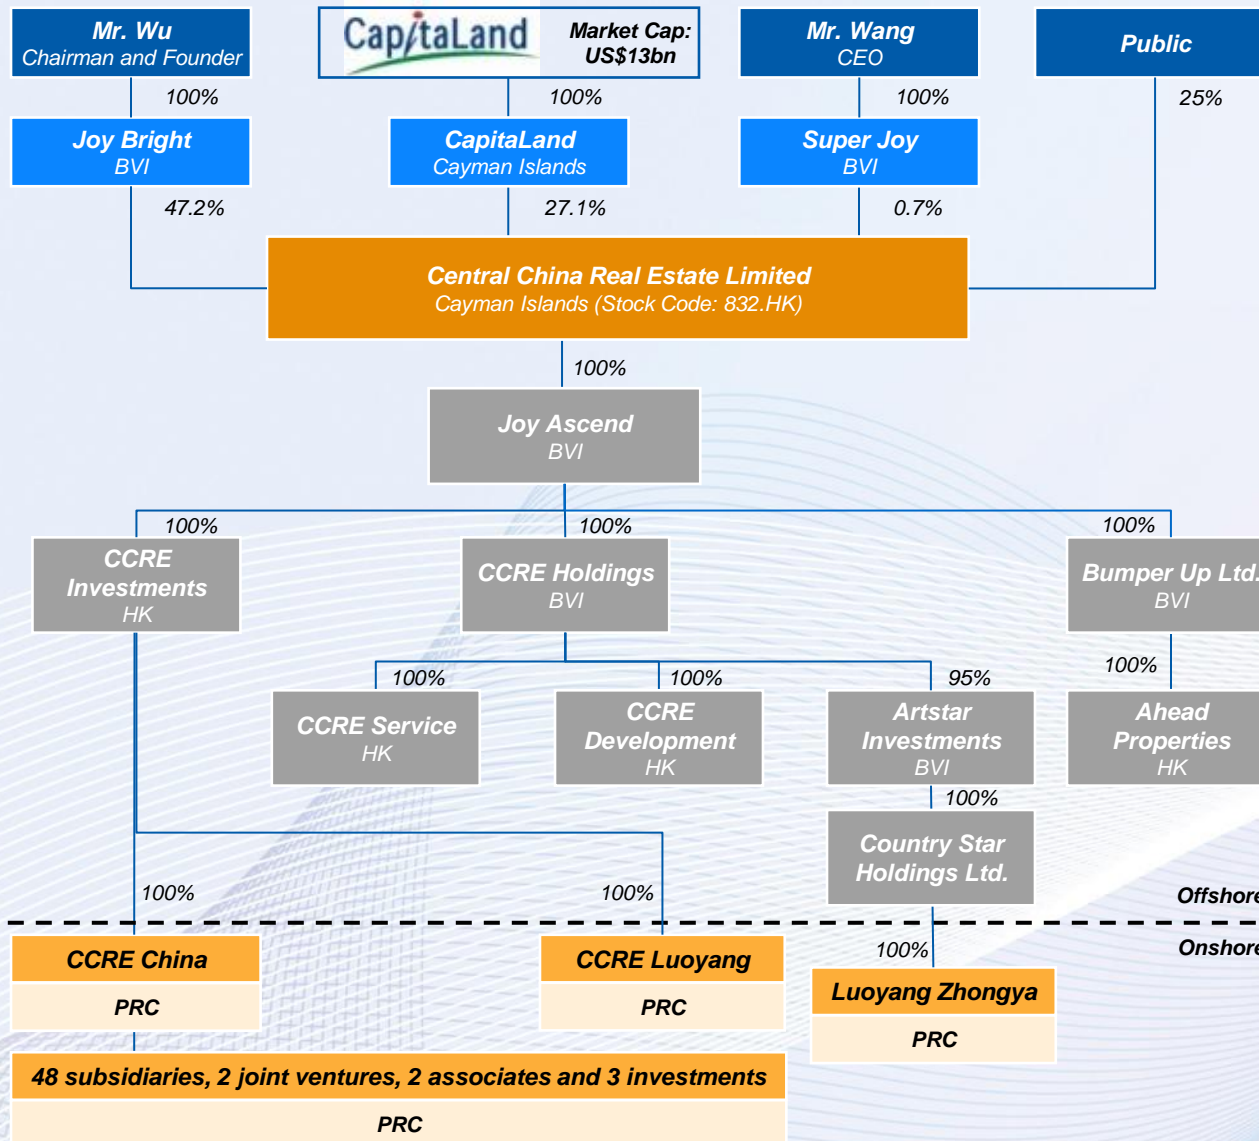 Mr. Wu
Chairman and Founder
CapitaLand
Market Cap:
US$13bn
Mr. Wang
CEO
Public
100%
100%
100%
25%
Joy Bright
BVI
CapitaLand
Cayman Islands
Super Joy
BVI
47.2%
27.1%
0.7%
Central China Real Estate Limited
Cayman Islands (Stock Code: 832.HK)
100%
Joy Ascend
BVI
100%
100%
100%
CCRE
Investments
HK
CCRE Holdings
BVI
Bumper Up Ltd.
BVI
100%
100%
95%
100%
CCRE Service
HK
CCRE
Development
HK
Artstar
Investments
BVI
Ahead
Properties
HK
100%
Country Star
Holdings Ltd.
100%
100%
Offshore
100%
Onshore
CCRE China
PRC
CCRE Luoyang
PRC
Luoyang Zhongya
PRC
48 subsidiaries, 2 joint ventures, 2 associates and 3 investments
PRC